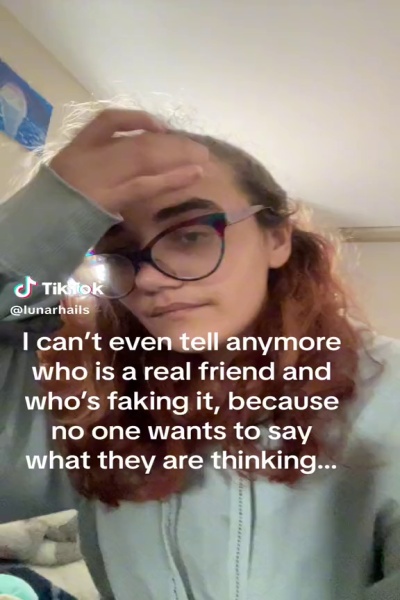 TikTok
@lunarhails
I can't even tell anymore
who is a real friend and
who's faking it, because
no one wants to say
what they are thinking...